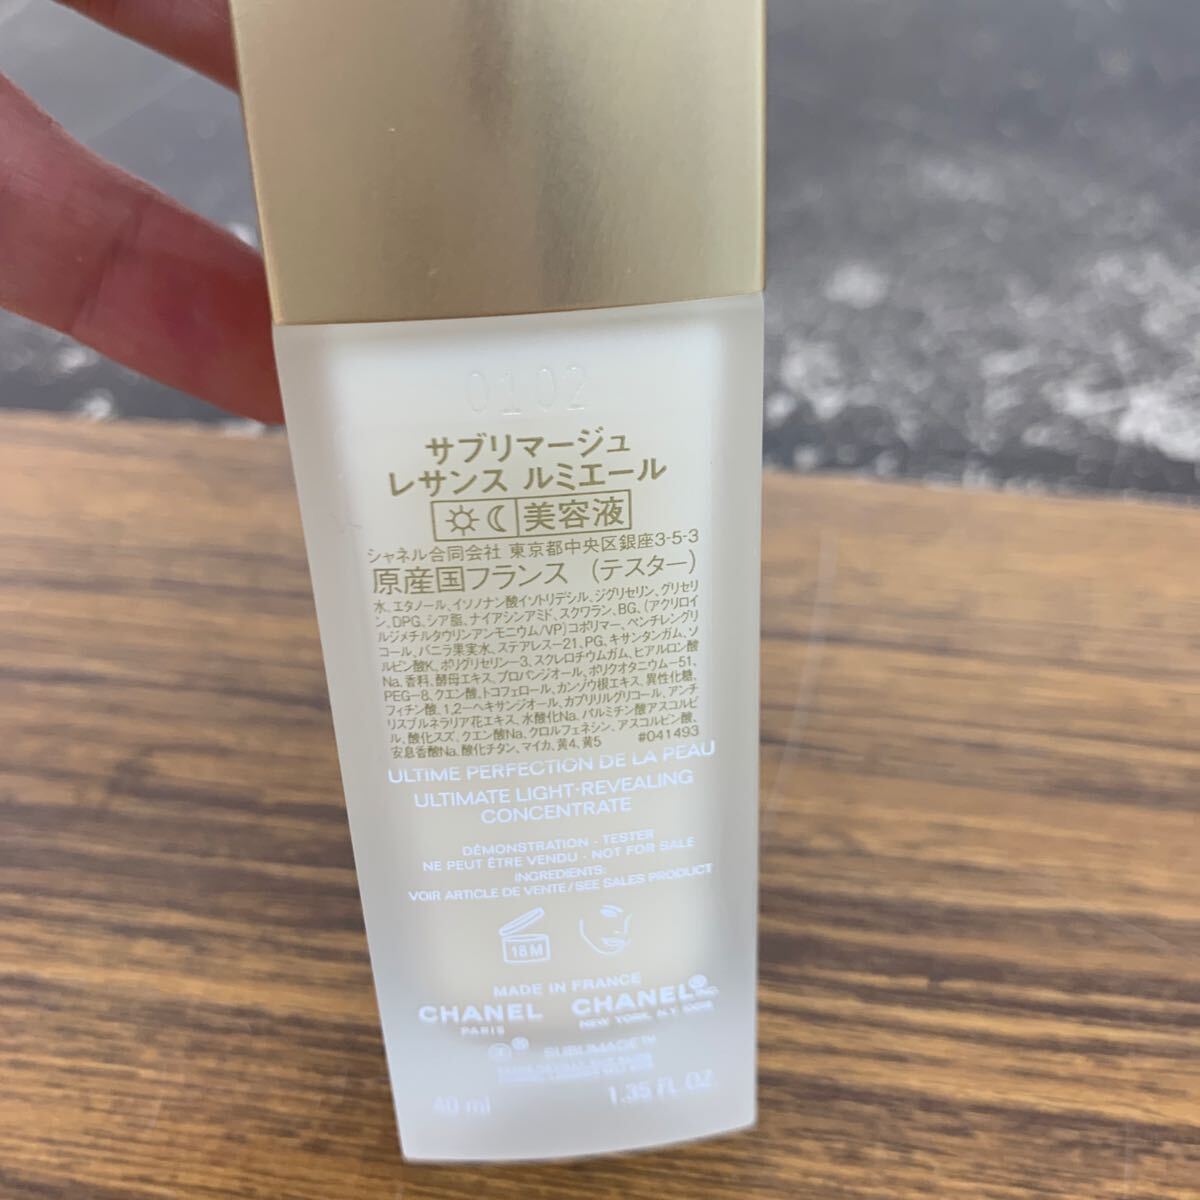 0102
サブリマージュ
レサンス ルミエール
美容液
シャネル合同会社 東京都中央区銀座3-5-3
原産国フランス (テスター)
水、エタノール、イソノナン酸イソトリデシル、ジグリセリン、グリセリ
ン、DPG、シア脂、ナイアシンアミド、スクワラン、BG、(アクリロイ
ルジメチルタウリンアンモニウム/VP)コポリマー、ペンチレングリ
コール、バニラ果実水、ステアレス-21、PG、キサンタンガム、ソ
ルビン酸K、ポリグリセリン-3、スクレロチウムガム、ヒアルロン酸
Na、香料、酵母エキス、プロパンジオール、ポリクオタニウム-51、
PEG-8、クエン酸、トコフェロール、カンゾウ根エキス、異性化糖、
フィチン酸、1,2-ヘキサンジオール、カプリリルグリコール、アンチ
リスブルネラリア花エキス、水酸化Na、パルミチン酸アスコルビ
ル、酸化スズ、クエン酸Na、クロルフェネシン、アスコルビン酸、
安息香酸Na、酸化チタン、マイカ、黄4、黄5 #041493
ULTIME PERFECTION DE LA PEAU
ULTIMATE LIGHT-REVEALING
CONCENTRATE
DÉMONSTRATION - TESTER
NE PEUT ÊTRE VENDU - NOT FOR SALE
INGREDIENTS:
VOIR ARTICLE DE VENTE/SEE SALES PRODUCT
18M
MADE IN FRANCE
CHANEL CHANEL®
PARIS NEW YORK, N.Y.
SUBLIMAGE™
40 ml 1.35 FL. OZ.